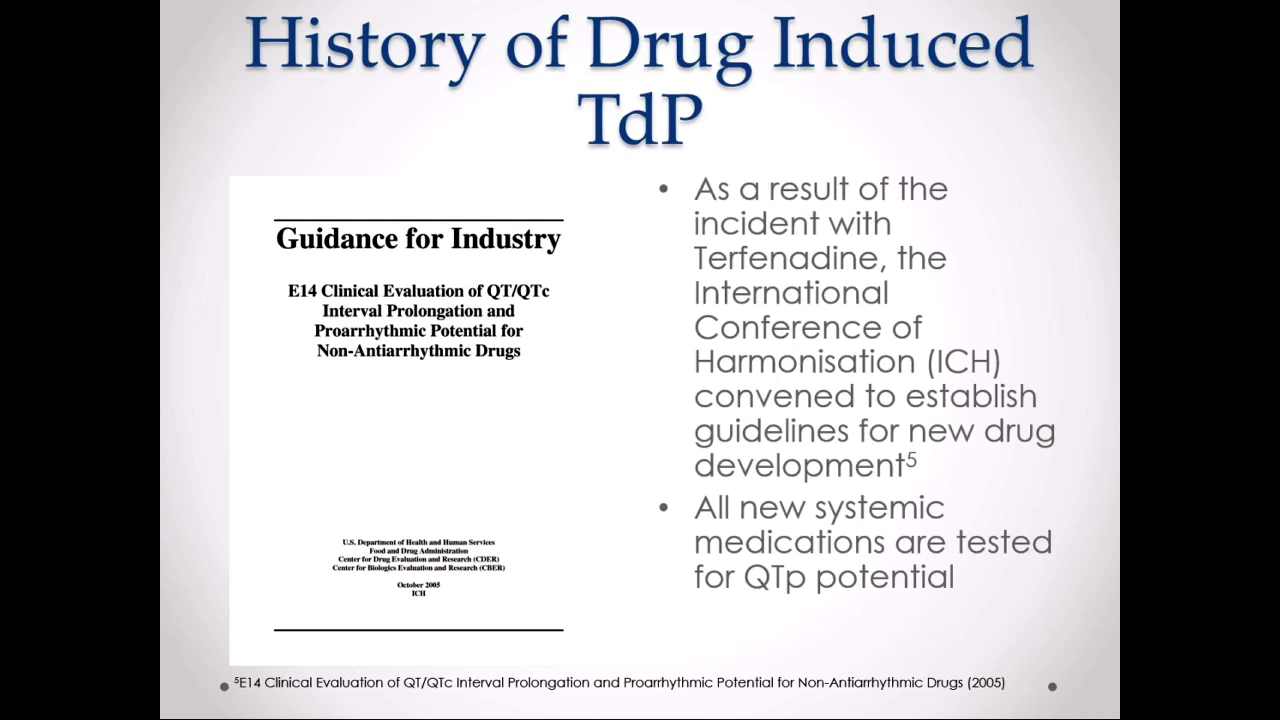 History of Drug Induced
TdP
Guidance for Industry
E14 Clinical Evaluation of QT/QTc
Interval Prolongation and
Proarrhythmic Potential for
Non-Antiarrhythmic Drugs
U.S. Department of Health and Human Services
Food and Drug Administration
Center for Drug Evaluation and Research (CDER)
Center for Biologics Evaluation and Research (CBER)
October 2005
ICH
• As a result of the
incident with
Terfenadine, the
International
Conference of
Harmonisation (ICH)
convened to establish
guidelines for new drug
development⁵
• All new systemic
medications are tested
for QTp potential
⁵E14 Clinical Evaluation of QT/QTc Interval Prolongation and Proarrhythmic Potential for Non-Antiarrhythmic Drugs (2005)